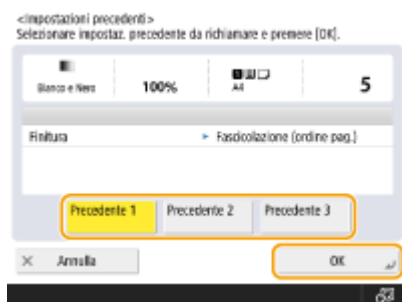 <Impostazioni precedenti>
Selezionare impostaz. precedente da richiamare e premere [OK].
Bianco e Nero 100% A4 5
Finitura ► Fascicolazione (ordine pag.)
Precedente 1 Precedente 2 Precedente 3
× Annulla OK